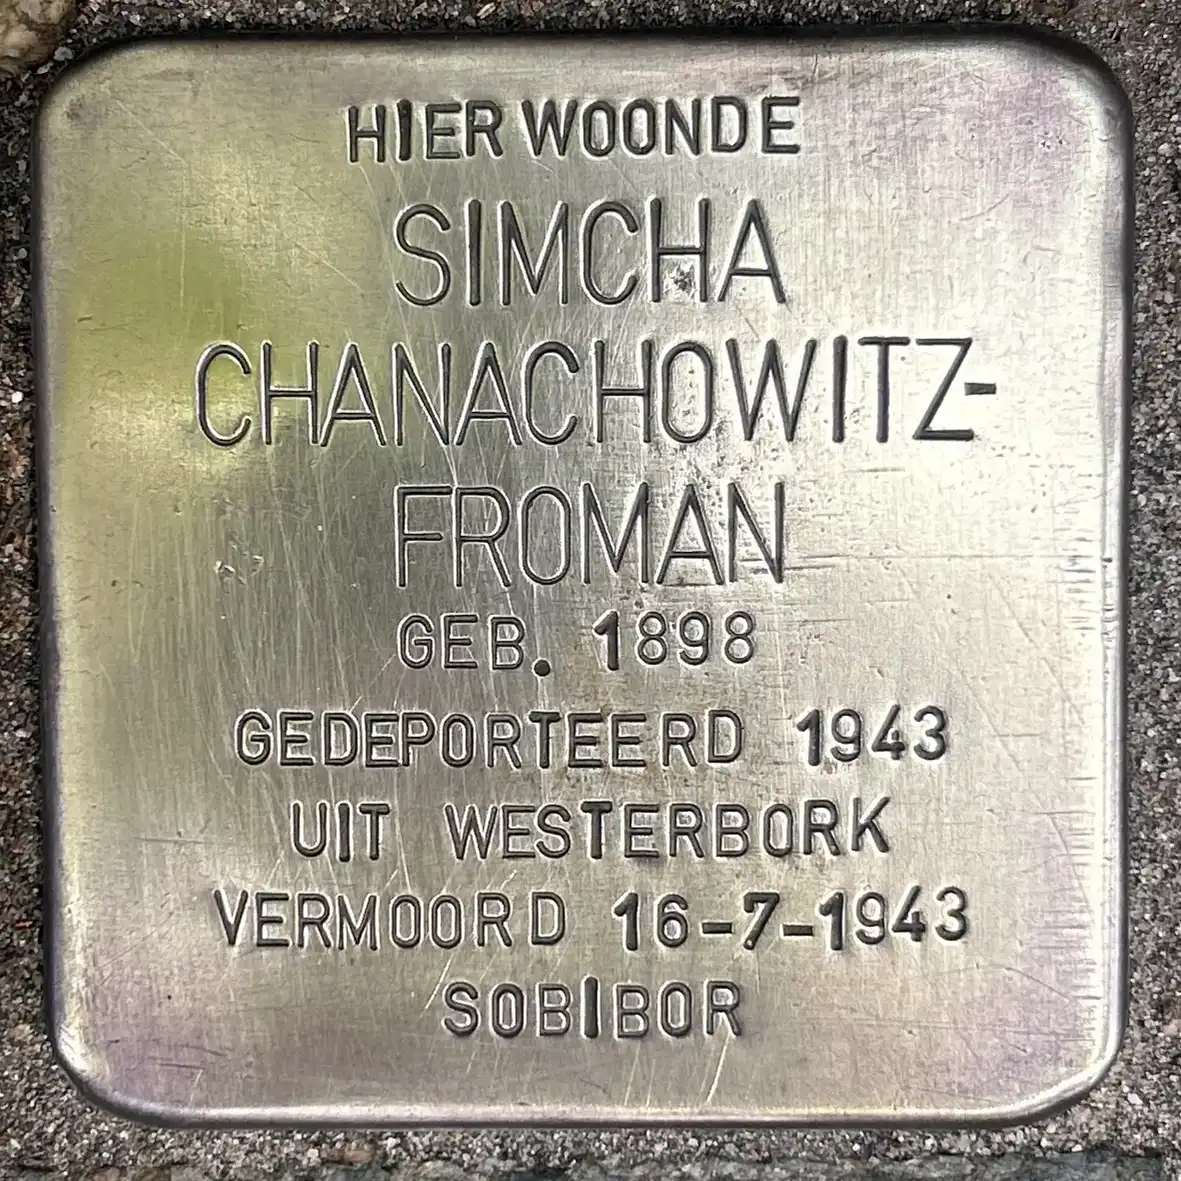 HIER WOONDE
SIMCHA
CHANACHOWITZ-
FROMAN
GEB. 1898
GEDEPORTEERD 1943
UIT WESTERBORK
VERMOORD 16-7-1943
SOBIBOR